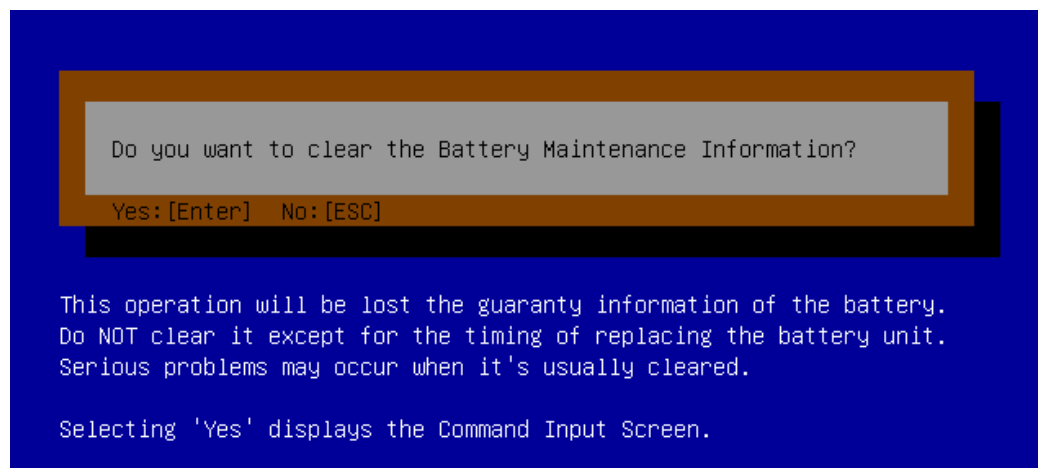 Do you want to clear the Battery Maintenance Information?
Yes:[Enter]  No:[ESC]
This operation will be lost the guaranty information of the battery.
Do NOT clear it except for the timing of replacing the battery unit.
Serious problems may occur when it's usually cleared.
Selecting 'Yes' displays the Command Input Screen.